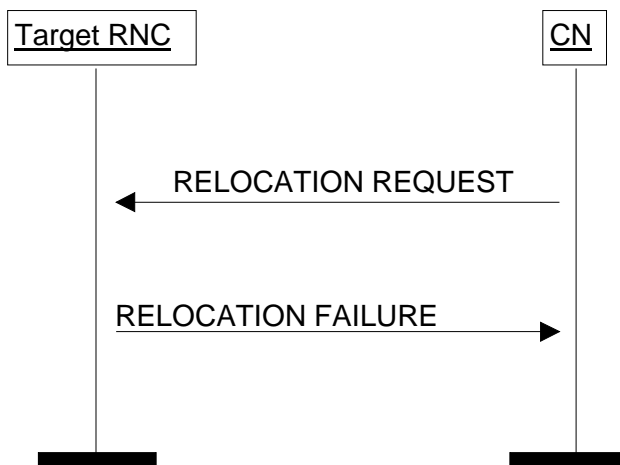 Target RNC
CN
RELOCATION REQUEST
RELOCATION FAILURE